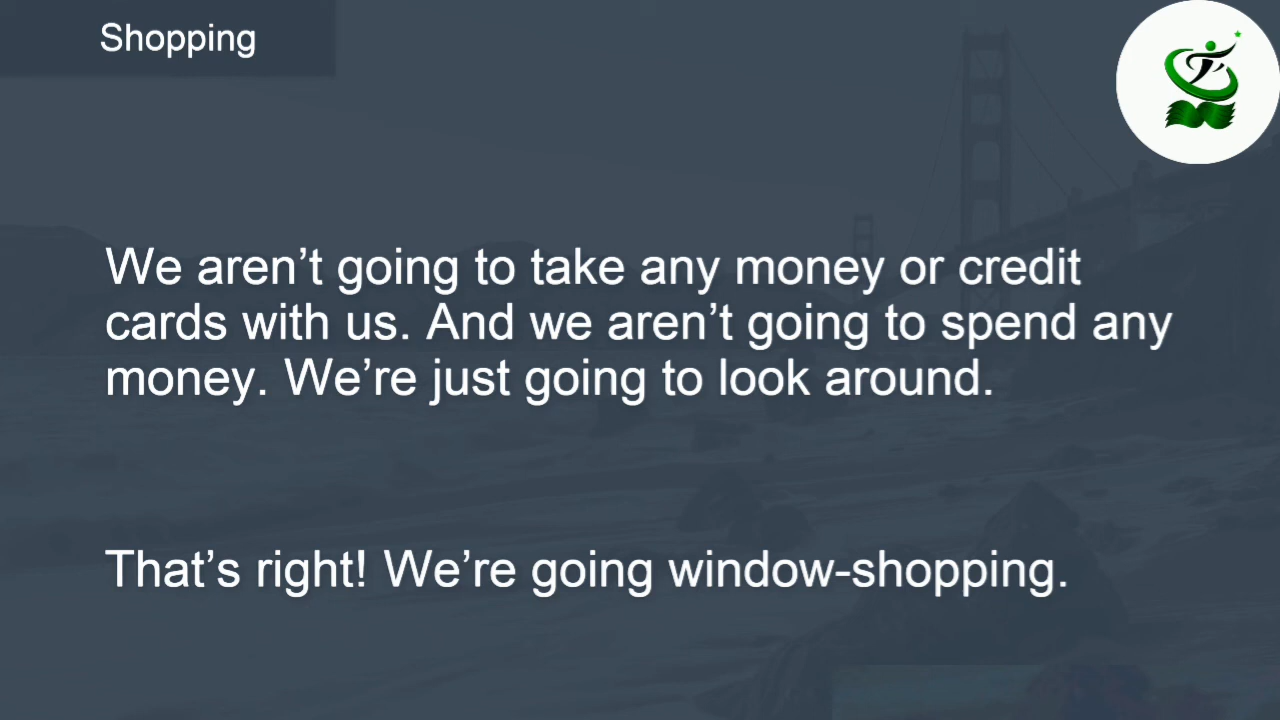 Shopping
We aren’t going to take any money or credit
cards with us. And we aren’t going to spend any
money. We’re just going to look around.
That’s right! We’re going window-shopping.